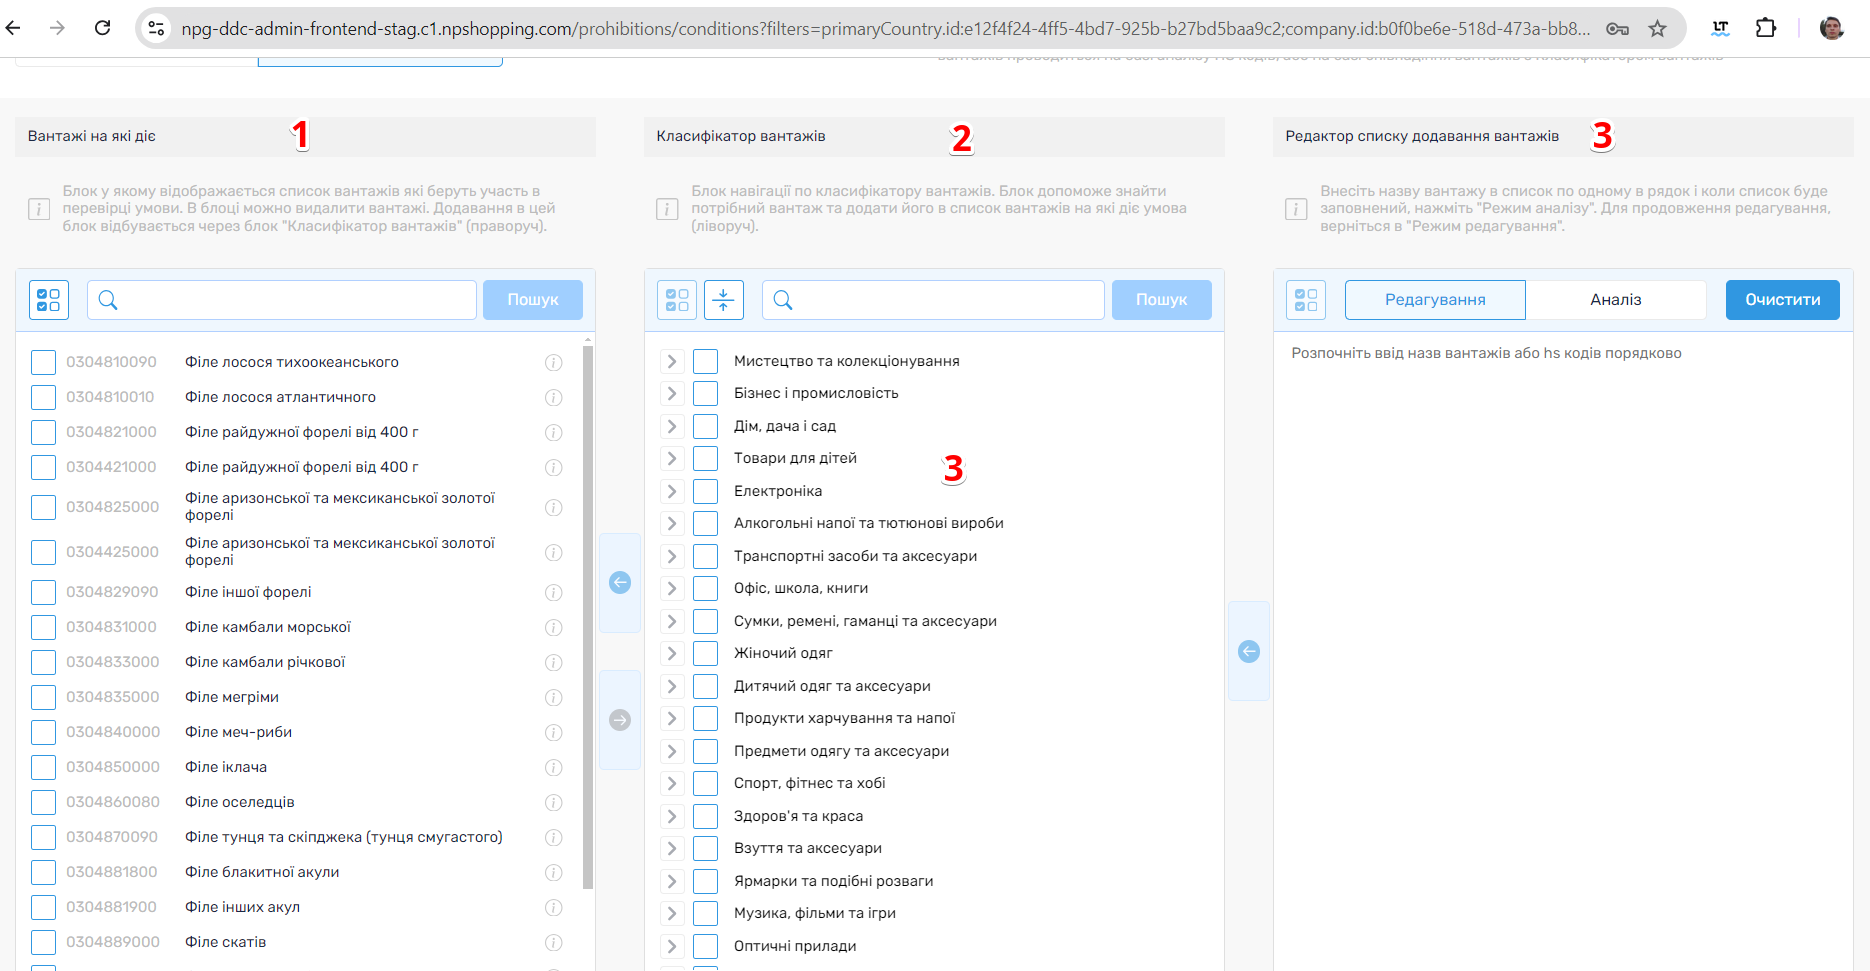 npg-ddc-admin-frontend-stag.c1.npshopping.com/prohibitions/conditions?filters=primaryCountry.id:e12f4f24-4ff5-4bd7-925b-b27bd5baa9c2;company.id:b0f0be6e-518d-473a-bb8...
LT
Вантажі на які діє
1
Блок у якому відображається список вантажів які беруть участь в
перевірці умови. В блоці можно видалити вантажі. Додавання в цей
блок відбувається через блок "Класифікатор вантажів" (праворуч).
Пошук
0304810090 Філе лосося тихоокеанського
0304810010 Філе лосося атлантичного
0304821000 Філе райдужної форелі від 400 г
0304421000 Філе райдужної форелі від 400 г
0304825000 Філе аризонської та мексиканської золотої
форелі
0304425000 Філе аризонської та мексиканської золотої
форелі
0304829090 Філе іншої форелі
0304831000 Філе камбали морської
0304833000 Філе камбали річкової
0304835000 Філе мегріми
0304840000 Філе меч-риби
0304850000 Філе іклача
0304860080 Філе оселедців
0304870090 Філе тунця та скіпджека (тунця смугастого)
0304881800 Філе блакитної акули
0304881900 Філе інших акул
0304889000 Філе скатів
Класифікатор вантажів
2
Блок навігації по класифікатору вантажів. Блок допоможе знайти
потрібний вантаж та додати його в список вантажів на які діє умова
(ліворуч).
Пошук
Мистецтво та колекціонування
Бізнес і промисловість
Дім, дача і сад
Товари для дітей
3
Електроніка
Алкогольні напої та тютюнові вироби
Транспортні засоби та аксесуари
Офіс, школа, книги
Сумки, ремені, гаманці та аксесуари
Жіночий одяг
Дитячий одяг та аксесуари
Продукти харчування та напої
Предмети одягу та аксесуари
Спорт, фітнес та хобі
Здоров'я та краса
Взуття та аксесуари
Ярмарки та подібні розваги
Музика, фільми та ігри
Оптичні прилади
Редактор списку додавання вантажів
3
Внесіть назву вантажу в список по одному в рядок і коли список буде
заповнений, нажміть "Режим аналізу". Для продовження редагування,
верніться в "Режим редагування".
Редагування
Аналіз
Очистити
Розпочніть ввід назв вантажів або hs кодів порядково